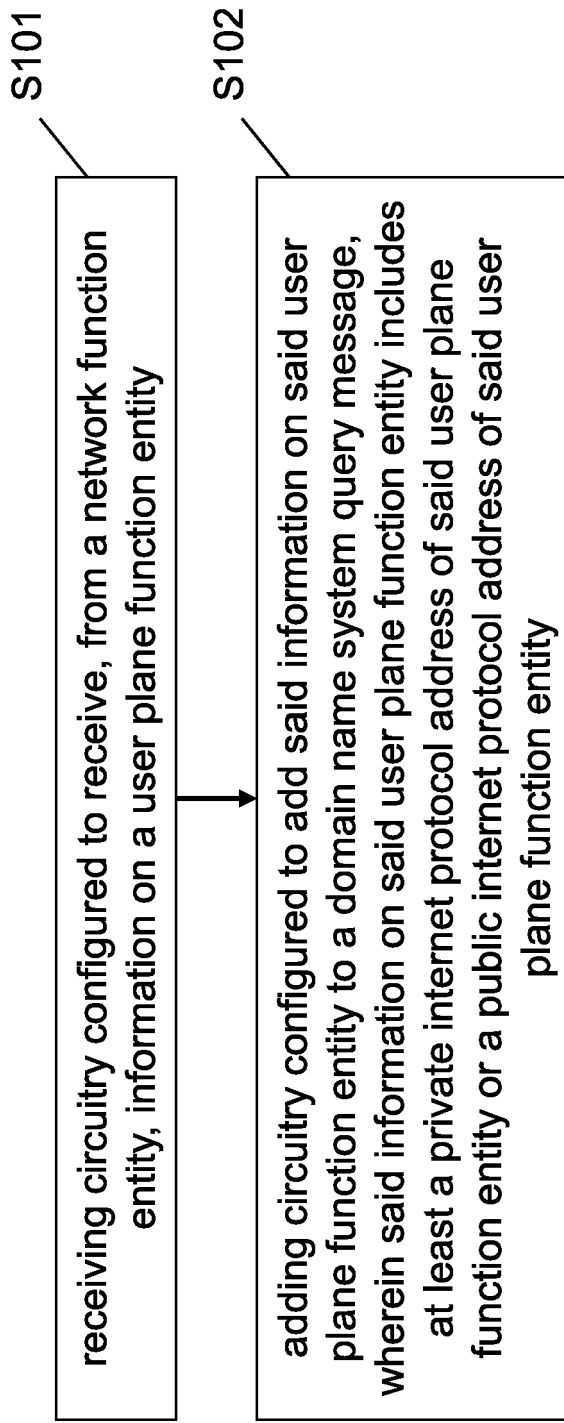 S101
receiving circuitry configured to receive, from a network function
entity, information on a user plane function entity
S102
adding circuitry configured to add said information on said user
plane function entity to a domain name system query message,
wherein said information on said user plane function entity includes
at least a private internet protocol address of said user plane
function entity or a public internet protocol address of said user
plane function entity